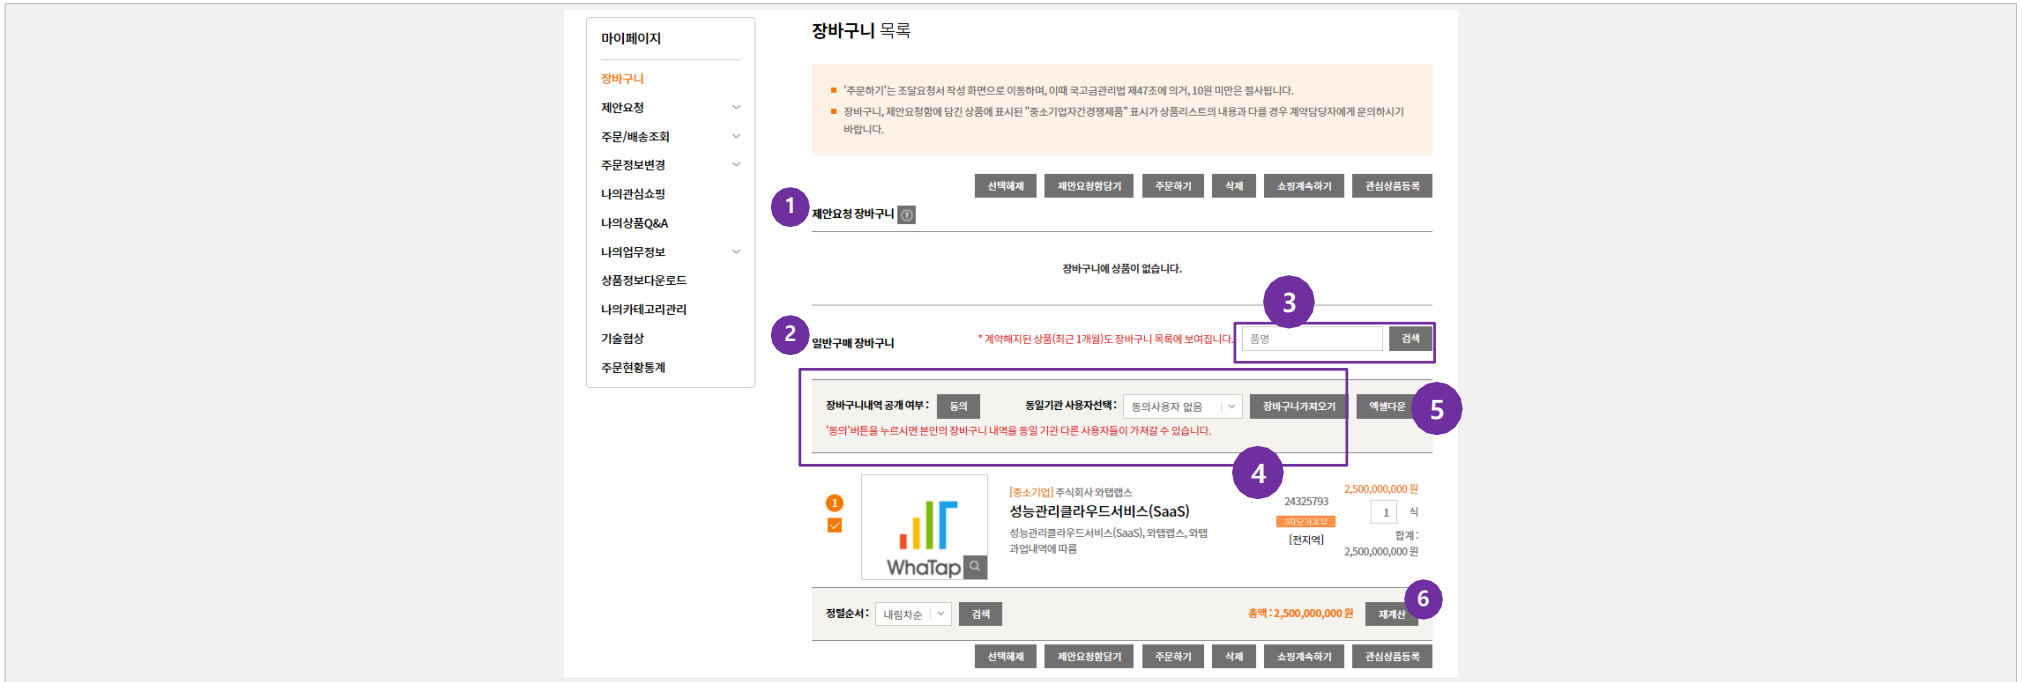 마이페이지
장바구니
제안요청
주문/배송조회
주문정보변경
나의관심쇼핑
나의상품Q&A
나의업무정보
상품정보다운로드
나의카테고리관리
기술협상
주문현황통계
장바구니 목록
'주문하기'는 조달요청서 작성 화면으로 이동하며, 이때 국고금관리법 제47조에 의거, 10원 미만은 절사됩니다.
장바구니, 제안요청함에 담긴 상품에 표시된 "중소기업자간경쟁제품" 표시가 상품리스트의 내용과 다를 경우 계약담당자에게 문의하시기
바랍니다.
선택해제 제안요청함담기 주문하기 삭제 쇼핑계속하기 관심상품등록
1
제안요청 장바구니 ?
장바구니에 상품이 없습니다.
3
2
일반구매 장바구니 * 계약해지된 상품(최근 1개월)도 장바구니 목록에 보여집니다. 품명 검색
장바구니내역 공개 여부 : 동의 동일기관 사용자선택 : 동의사용자 없음 장바구니가져오기 엑셀다운 5
'동의'버튼을 누르시면 본인의 장바구니 내역을 동일 기관 다른 사용자들이 가져갈 수 있습니다.
4
1
WhaTap
[중소기업] 주식회사 와탭랩스
성능관리클라우드서비스(SaaS)
성능관리클라우드서비스(SaaS), 와탭랩스, 와탭
과업내역에 따름
24325793
3자단가계약
[전지역]
2,500,000,000 원
1 식
합계 :
2,500,000,000 원
6
정렬순서 : 내림차순 검색 총액 : 2,500,000,000 원 재계산
선택해제 제안요청함담기 주문하기 삭제 쇼핑계속하기 관심상품등록